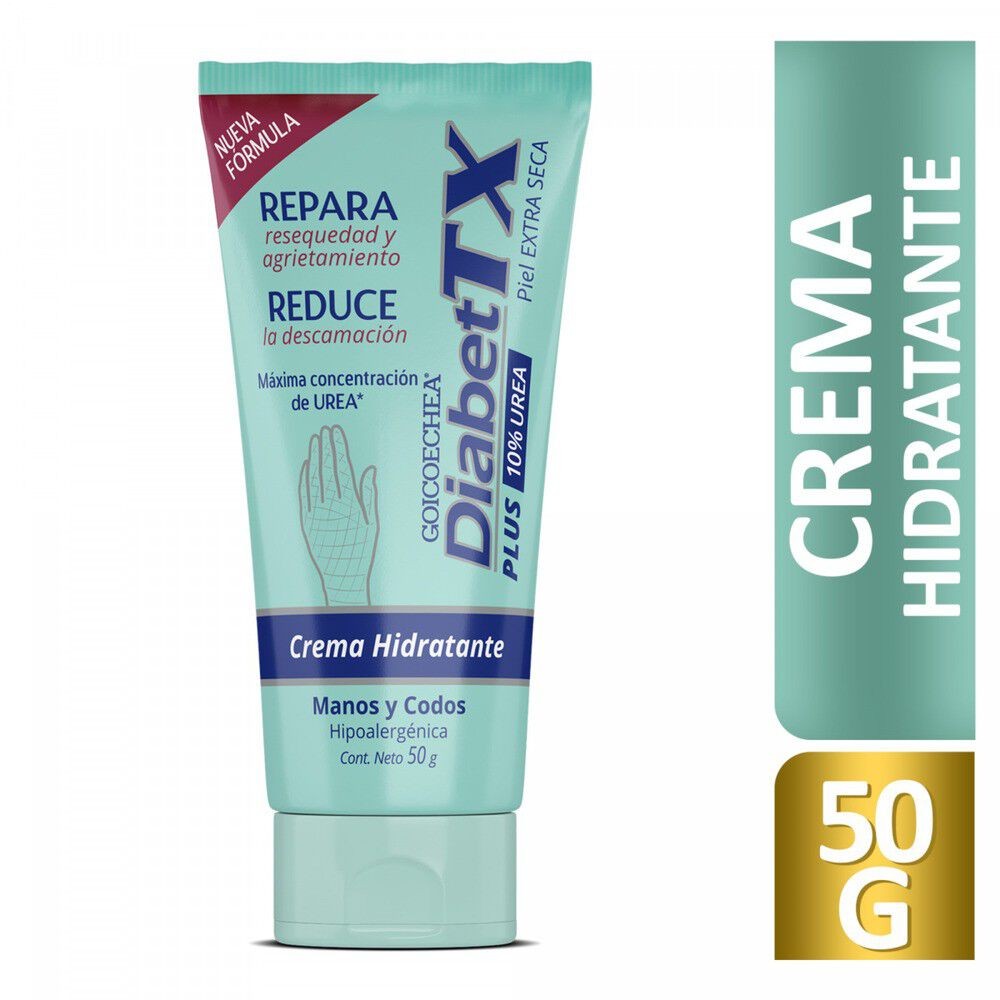 NUEVA
FÓRMULA
REPARA
resequedad y
agrietamiento
REDUCE
la descamación
Máxima concentración
de UREA*
GOICOECHEA®
DiabetTX
PLUS 10% UREA
Piel EXTRA SECA
Crema Hidratante
Manos y Codos
Hipoalergénica
Cont. Neto 50 g
CREMA
HIDRATANTE
50
G